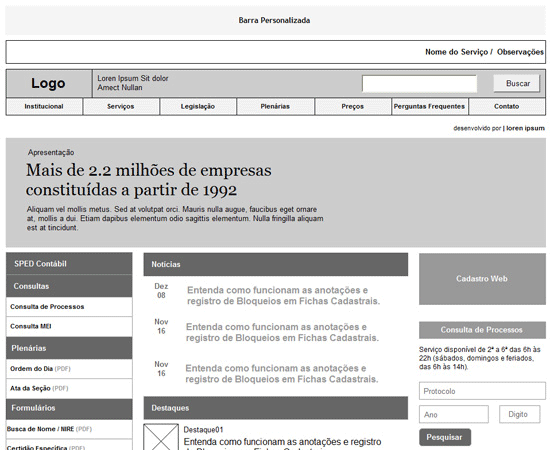 Barra Personalizada
Nome do Serviço / Observações
Logo
Loren Ipsum Sit dolor
Amect Nullan
Buscar
Institucional
Serviços
Legislação
Plenárias
Preços
Perguntas Frequentes
Contato
desenvolvido por | loren ipsum
Apresentação
Mais de 2.2 milhões de empresas
constituídas a partir de 1992
Aliquam vel mollis metus. Sed at volutpat orci. Mauris nulla augue, faucibus eget ornare
at, mollis a dui. Etiam dapibus elementum odio sagittis elementum. Nulla fringilla aliquam
est at tincidunt.
SPED Contábil
Consultas
Consulta de Processos
Consulta MEI
Plenárias
Ordem do Dia (PDF)
Ata da Seção (PDF)
Formulários
Busca de Nome / NIRE (PDF)
Certidão Específica (PDF)
Notícias
Dez
08
Entenda como funcionam as anotações e
registro de Bloqueios em Fichas Cadastrais.
Nov
16
Entenda como funcionam as anotações e
registro de Bloqueios em Fichas Cadastrais.
Nov
16
Entenda como funcionam as anotações e
registro de Bloqueios em Fichas Cadastrais.
Destaques
Destaque01
Entenda como funcionam as anotações e registro
de Bloqueios em Fichas Cadastrais.
Cadastro Web
Consulta de Processos
Serviço disponível de 2ª a 6ª das 6h às
22h (sábados, domingos e feriados,
das 6h às 14h).
Protocolo
Ano
Digito
Pesquisar